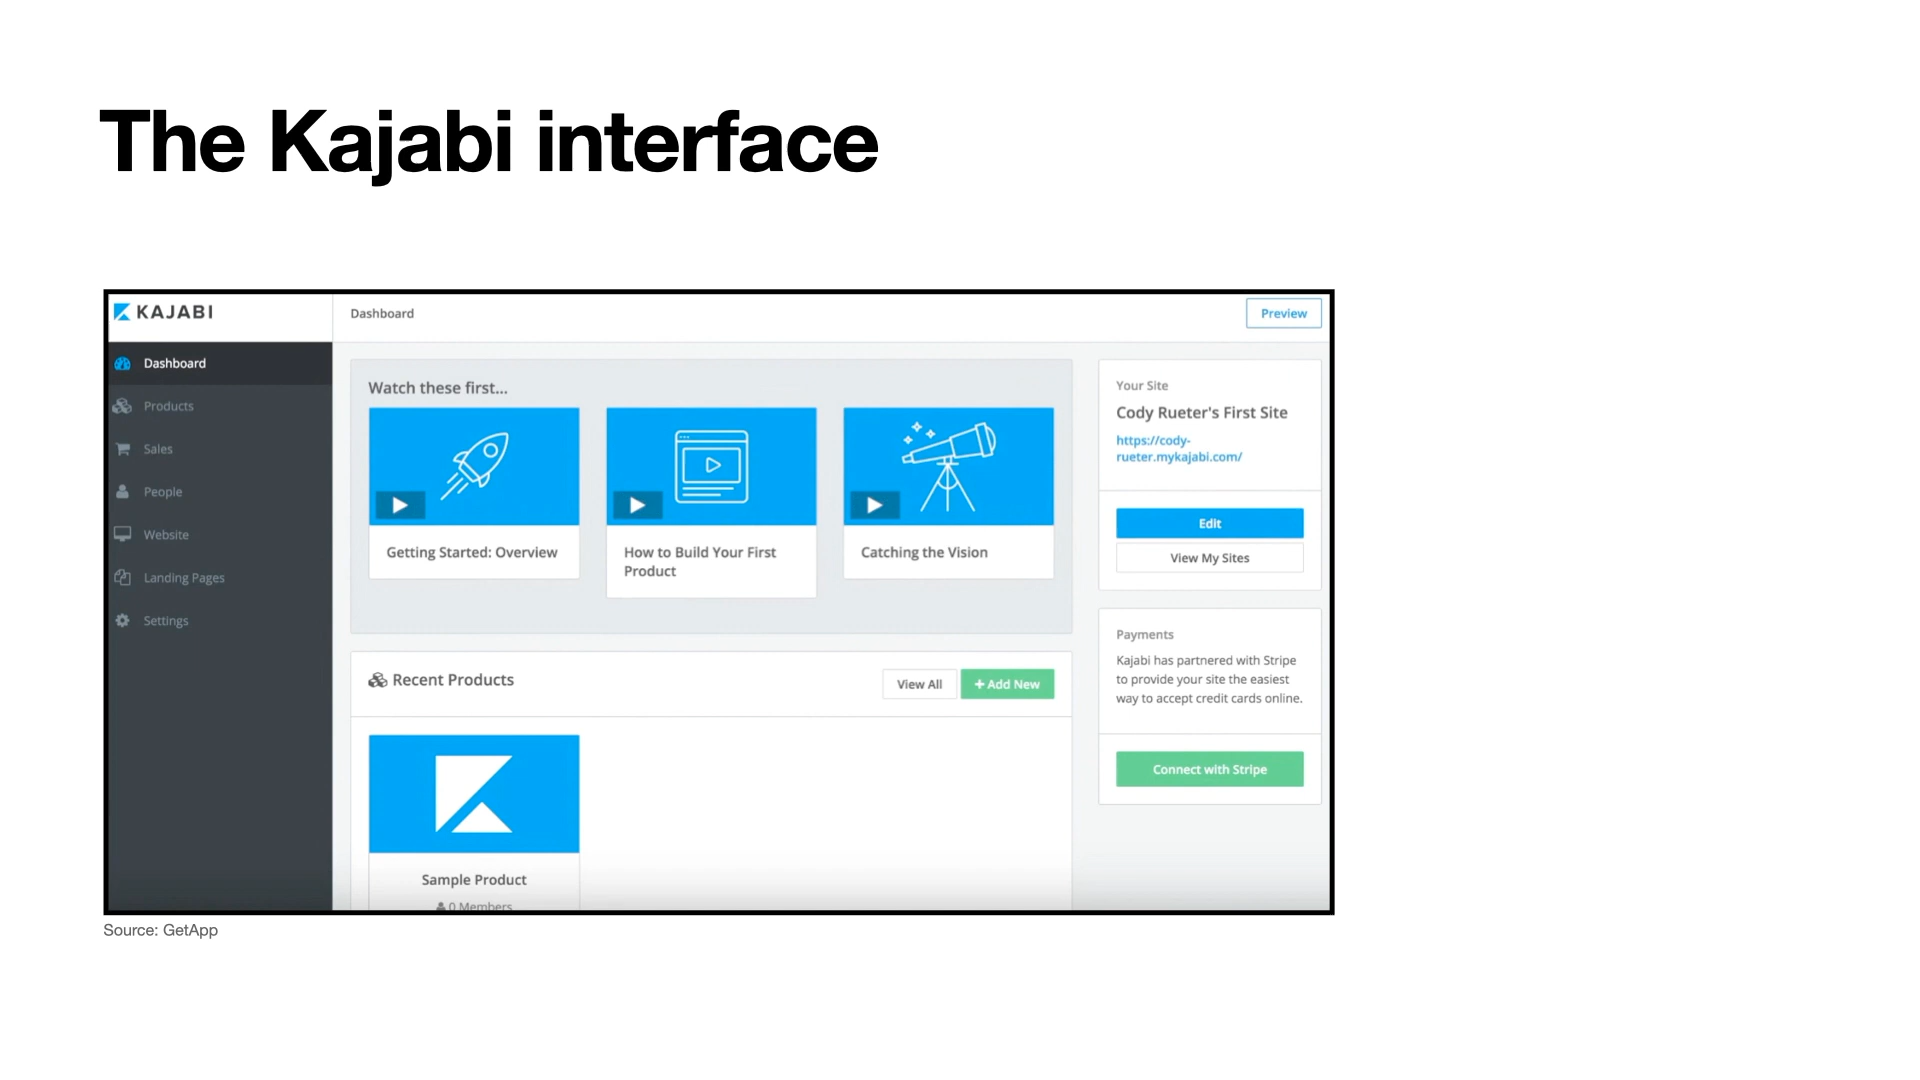 The Kajabi interface
KAJABI
Dashboard
Preview
Dashboard
Products
Sales
People
Website
Landing Pages
Settings
Watch these first...
Getting Started: Overview
How to Build Your First
Product
Catching the Vision
Recent Products
View All
+ Add New
Sample Product
0 Members
Your Site
Cody Rueter's First Site
https://cody-
rueter.mykajabi.com/
Edit
View My Sites
Payments
Kajabi has partnered with Stripe
to provide your site the easiest
way to accept credit cards online.
Connect with Stripe
Source: GetApp